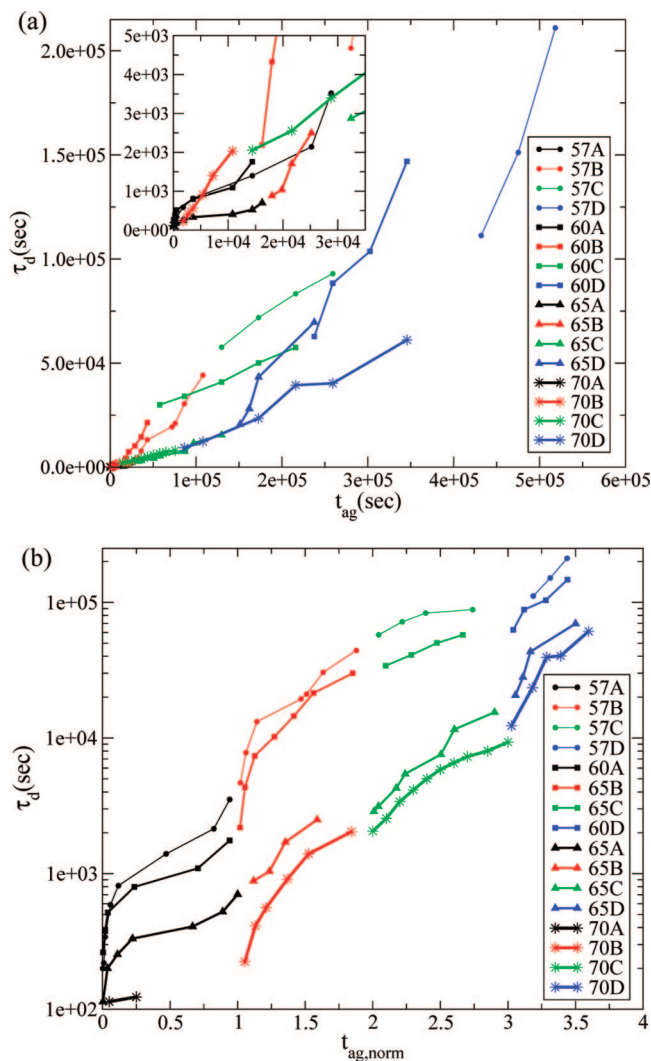 (a)
2.0e+05
1.5e+05
1.0e+05
5.0e+04
0.0e+00
τd(sec)
5e+03
4e+03
3e+03
2e+03
1e+03
0e+00
0 1e+04 2e+04 3e+04
57A
57B
57C
57D
60A
60B
60C
60D
65A
65B
65C
65D
70A
70B
70C
70D
0 1e+05 2e+05 3e+05 4e+05 5e+05 6e+05
tag(sec)
(b)
1e+05
1e+04
1e+03
1e+02
τd(sec)
57A
57B
57C
57D
60A
65B
65C
60D
65A
65B
65C
65D
70A
70B
70C
70D
0 0.5 1 1.5 2 2.5 3 3.5 4
tag,norm